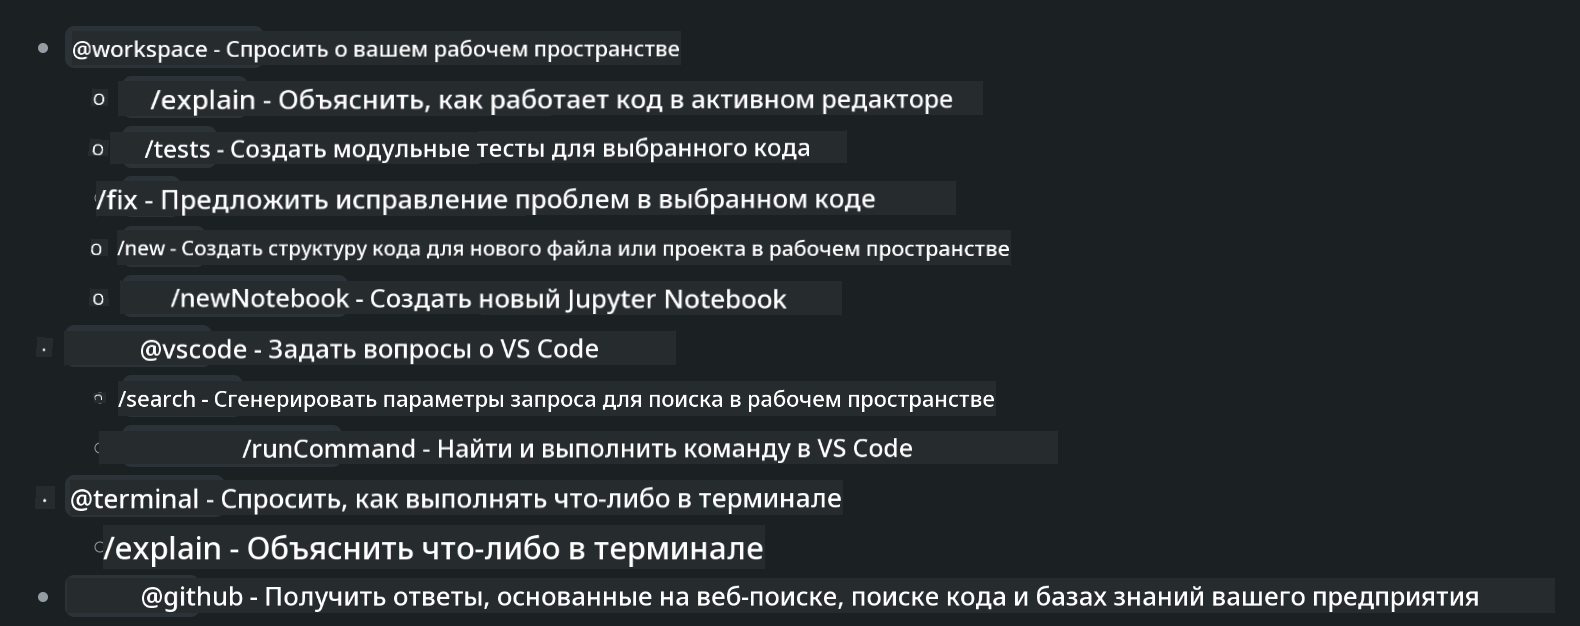 @workspace - Спросить о вашем рабочем пространстве
/explain - Объяснить, как работает код в активном редакторе
/tests - Создать модульные тесты для выбранного кода
/fix - Предложить исправление проблем в выбранном коде
/new - Создать структуру кода для нового файла или проекта в рабочем пространстве
/newNotebook - Создать новый Jupyter Notebook
@vscode - Задать вопросы о VS Code
/search - Сгенерировать параметры запроса для поиска в рабочем пространстве
/runCommand - Найти и выполнить команду в VS Code
@terminal - Спросить, как выполнять что-либо в терминале
/explain - Объяснить что-либо в терминале
@github - Получить ответы, основанные на веб-поиске, поиске кода и базах знаний вашего предприятия